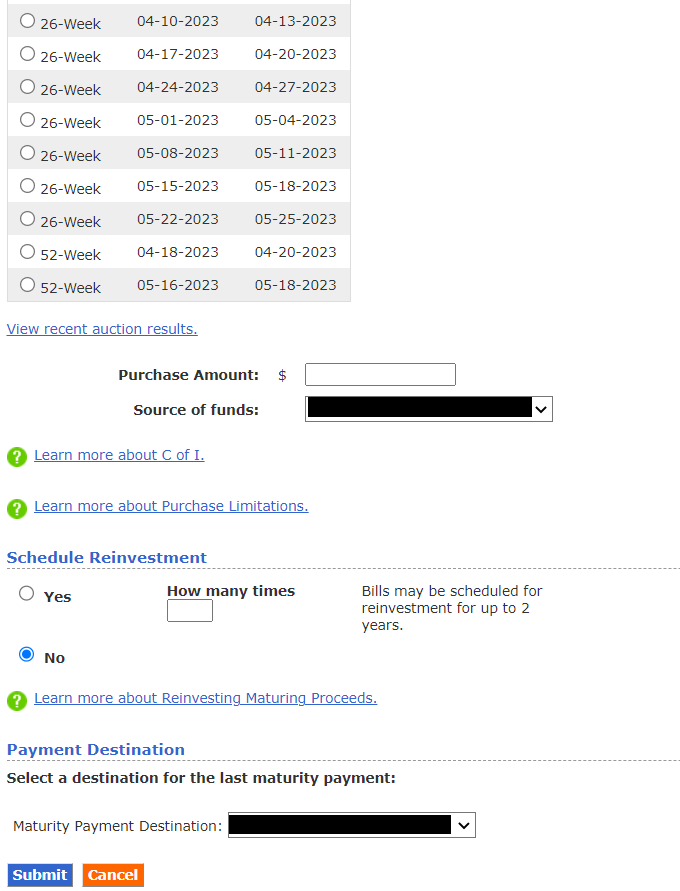 26-Week 04-10-2023 04-13-2023
26-Week 04-17-2023 04-20-2023
26-Week 04-24-2023 04-27-2023
26-Week 05-01-2023 05-04-2023
26-Week 05-08-2023 05-11-2023
26-Week 05-15-2023 05-18-2023
26-Week 05-22-2023 05-25-2023
52-Week 04-18-2023 04-20-2023
52-Week 05-16-2023 05-18-2023
View recent auction results.
Purchase Amount: $
Source of funds:
? Learn more about C of I.
? Learn more about Purchase Limitations.
Schedule Reinvestment
Yes How many times Bills may be scheduled for
reinvestment for up to 2
years.
No
? Learn more about Reinvesting Maturing Proceeds.
Payment Destination
Select a destination for the last maturity payment:
Maturity Payment Destination:
Submit Cancel